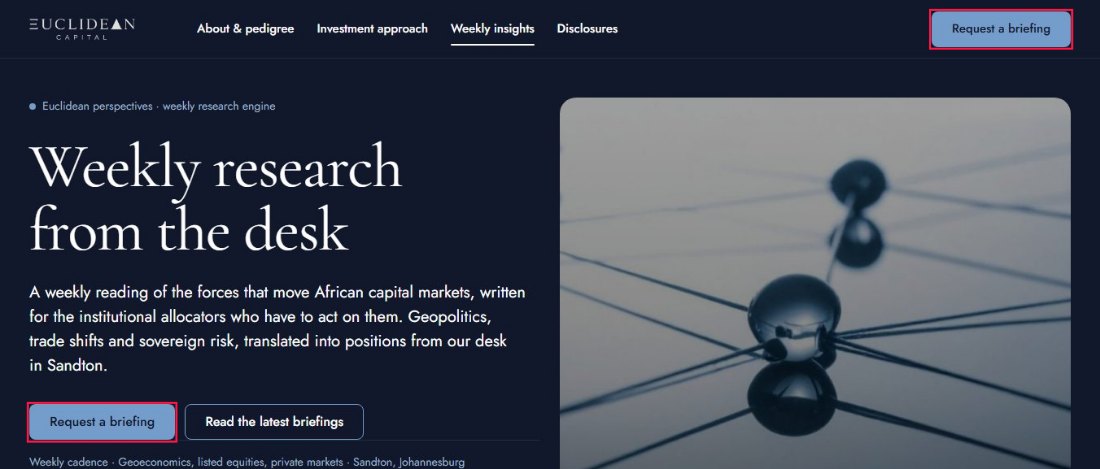 EUCLIDEAN
CAPITAL
About & pedigree
Investment approach
Weekly insights
Disclosures
Request a briefing
Euclidean perspectives · weekly research engine
Weekly research
from the desk
A weekly reading of the forces that move African capital markets, written
for the institutional allocators who have to act on them. Geopolitics,
trade shifts and sovereign risk, translated into positions from our desk
in Sandton.
Request a briefing
Read the latest briefings
Weekly cadence · Geoeconomics, listed equities, private markets · Sandton, Johannesburg